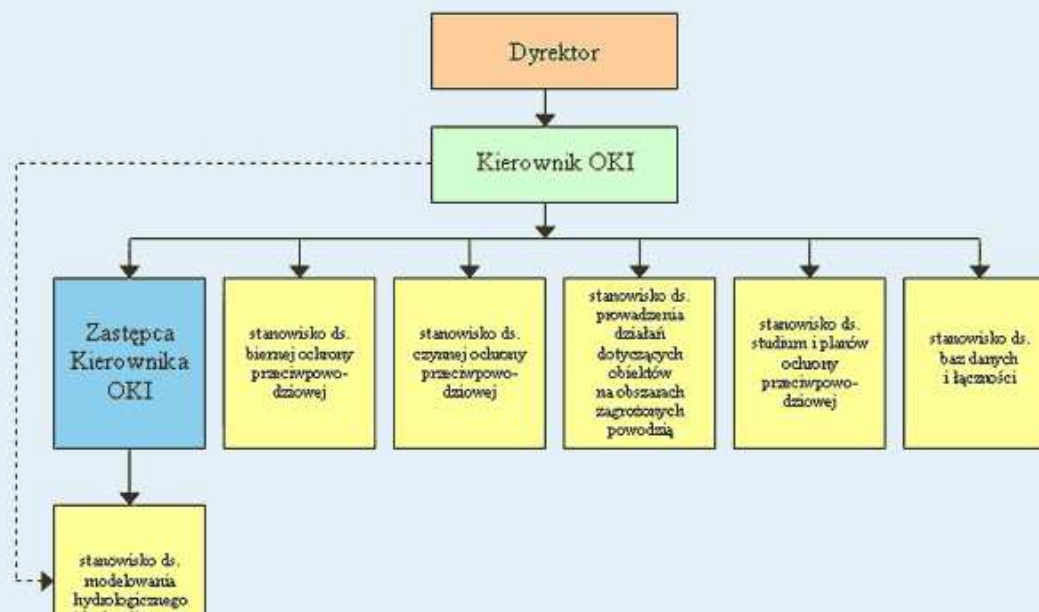 Dyrektor
Kierownik OKI
Zastępca
Kierownika
OKI
stanowisko ds.
biernej ochrony
przeciwpowo-
dziowej
stanowisko ds.
czynnej ochrony
przeciwpowo-
dziowej
stanowisko ds.
prowadzenia
działań
dotyczących
obiektów
na obszarach
zagrożonych
powodzią
stanowisko ds.
studium i planów
ochrony
przeciwpowo-
dziowej
stanowisko ds.
baz danych
i łączności
stanowisko ds.
modelowania
hydrologicznego